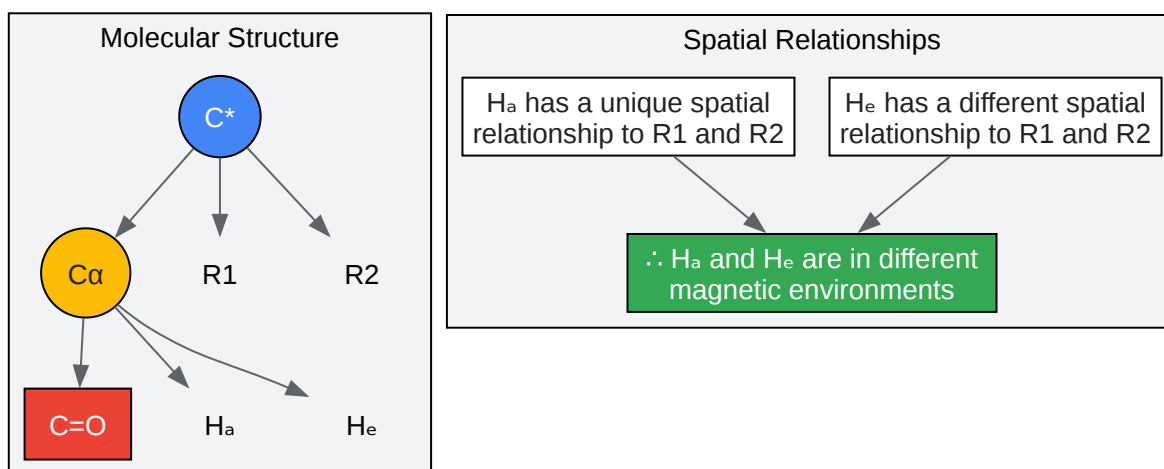 Molecular Structure
C*
Cα
R1
R2
C=O
Hₐ
Hₑ
Spatial Relationships
Hₐ has a unique spatial
relationship to R1 and R2
Hₑ has a different spatial
relationship to R1 and R2
∴ Hₐ and Hₑ are in different
magnetic environments